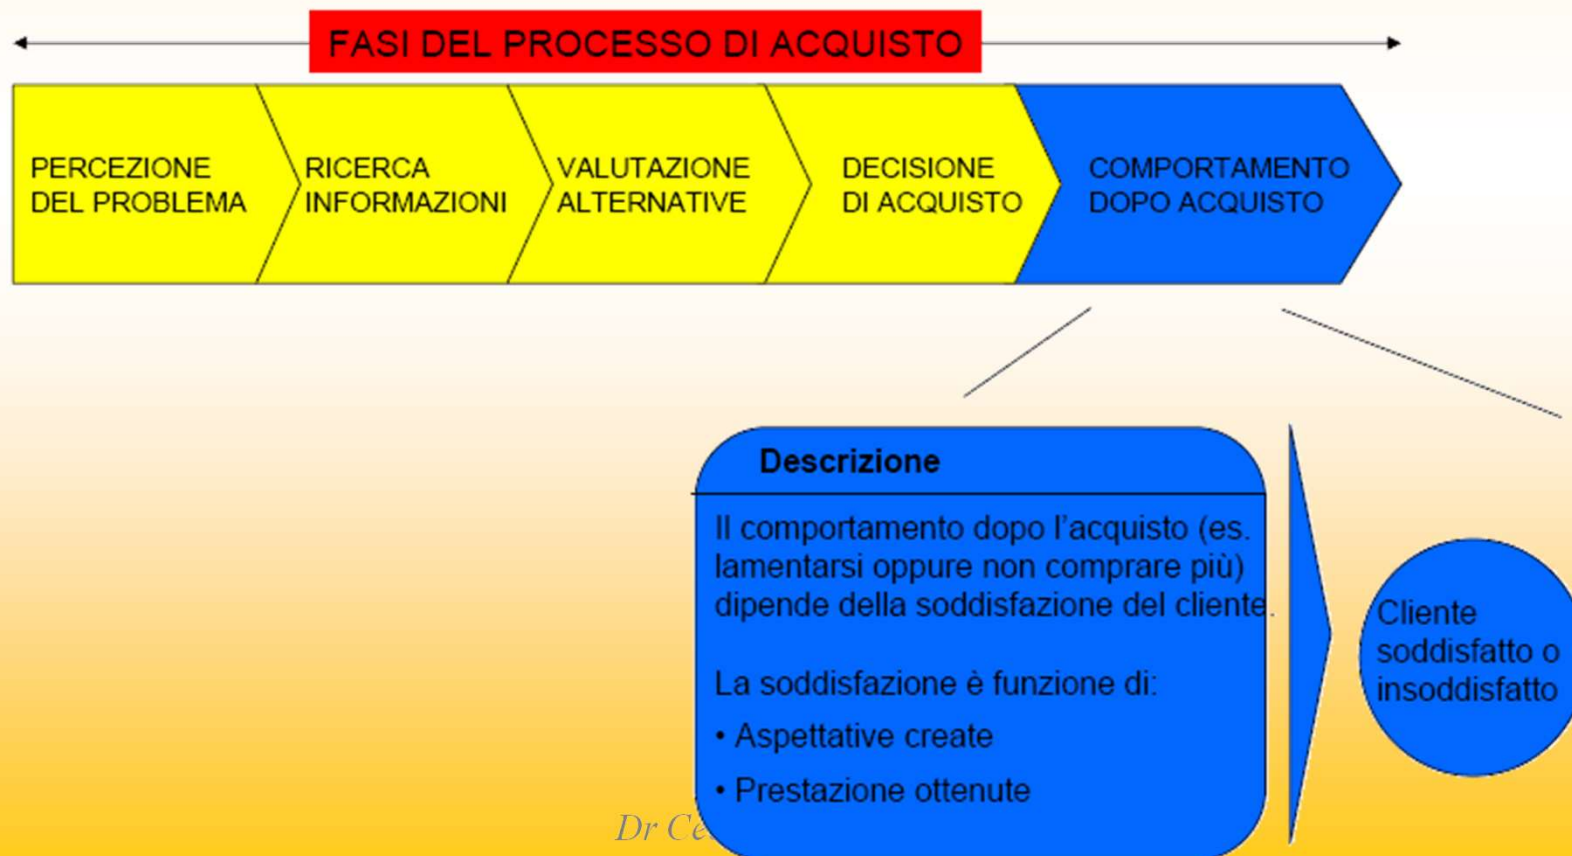 FASI DEL PROCESSO DI ACQUISTO
PERCEZIONE
DEL PROBLEMA
RICERCA
INFORMAZIONI
VALUTAZIONE
ALTERNATIVE
DECISIONE
DI ACQUISTO
COMPORTAMENTO
DOPO ACQUISTO
Descrizione
Il comportamento dopo l'acquisto (es.
lamentarsi oppure non comprare più)
dipende della soddisfazione del cliente.
La soddisfazione è funzione di:
• Aspettative create
• Prestazione ottenute
Cliente
soddisfatto o
insoddisfatto
Dr